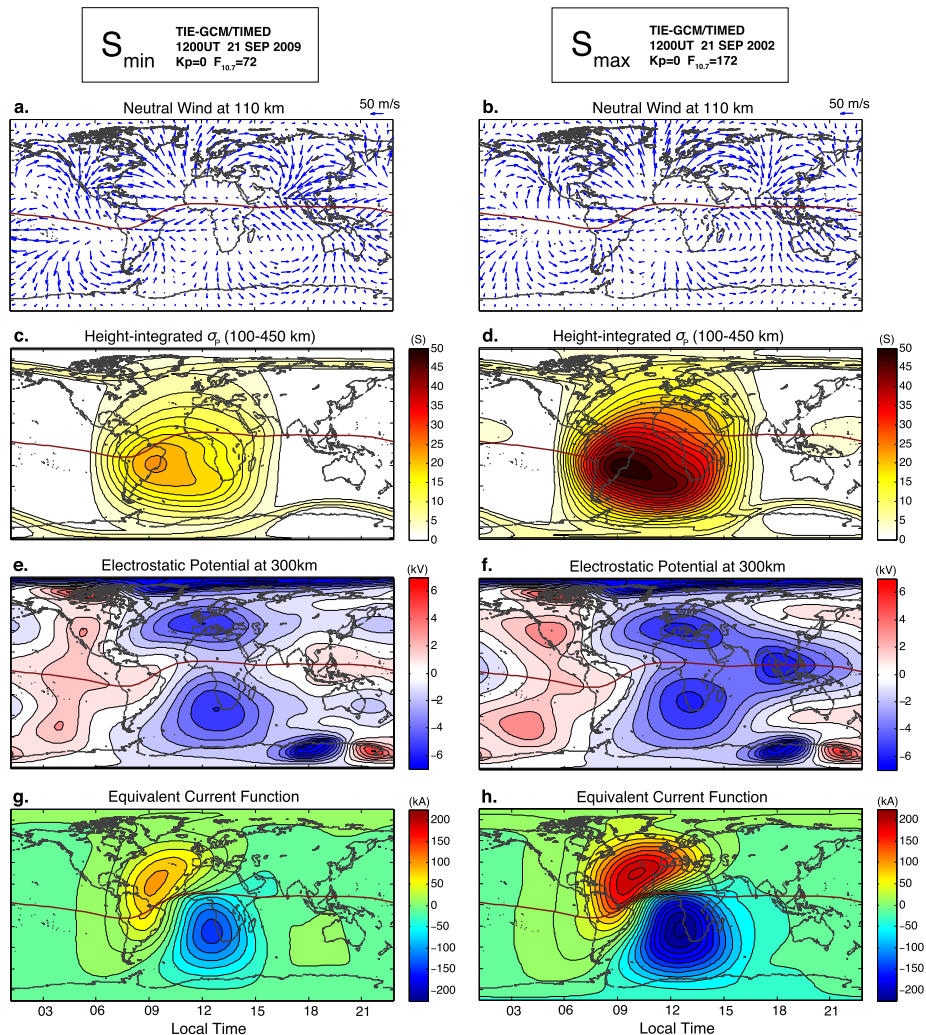 S min
TIE-GCM/TIMED
1200UT 21 SEP 2009
Kp=0 F10.7=72
S max
TIE-GCM/TIMED
1200UT 21 SEP 2002
Kp=0 F10.7=172
a. Neutral Wind at 110 km 50 m/s
b. Neutral Wind at 110 km 50 m/s
c. Height-integrated σP (100-450 km)
d. Height-integrated σP (100-450 km)
(S)
50
45
40
35
30
25
20
15
10
5
0
(S)
50
45
40
35
30
25
20
15
10
5
0
e. Electrostatic Potential at 300km
(kV)
6
4
2
0
−2
−4
−6
f. Electrostatic Potential at 300km
(kV)
6
4
2
0
−2
−4
−6
g. Equivalent Current Function
(kA)
200
150
100
50
0
−50
−100
−150
−200
h. Equivalent Current Function
(kA)
200
150
100
50
0
−50
−100
−150
−200
03 06 09 12 15 18 21
Local Time
03 06 09 12 15 18 21
Local Time